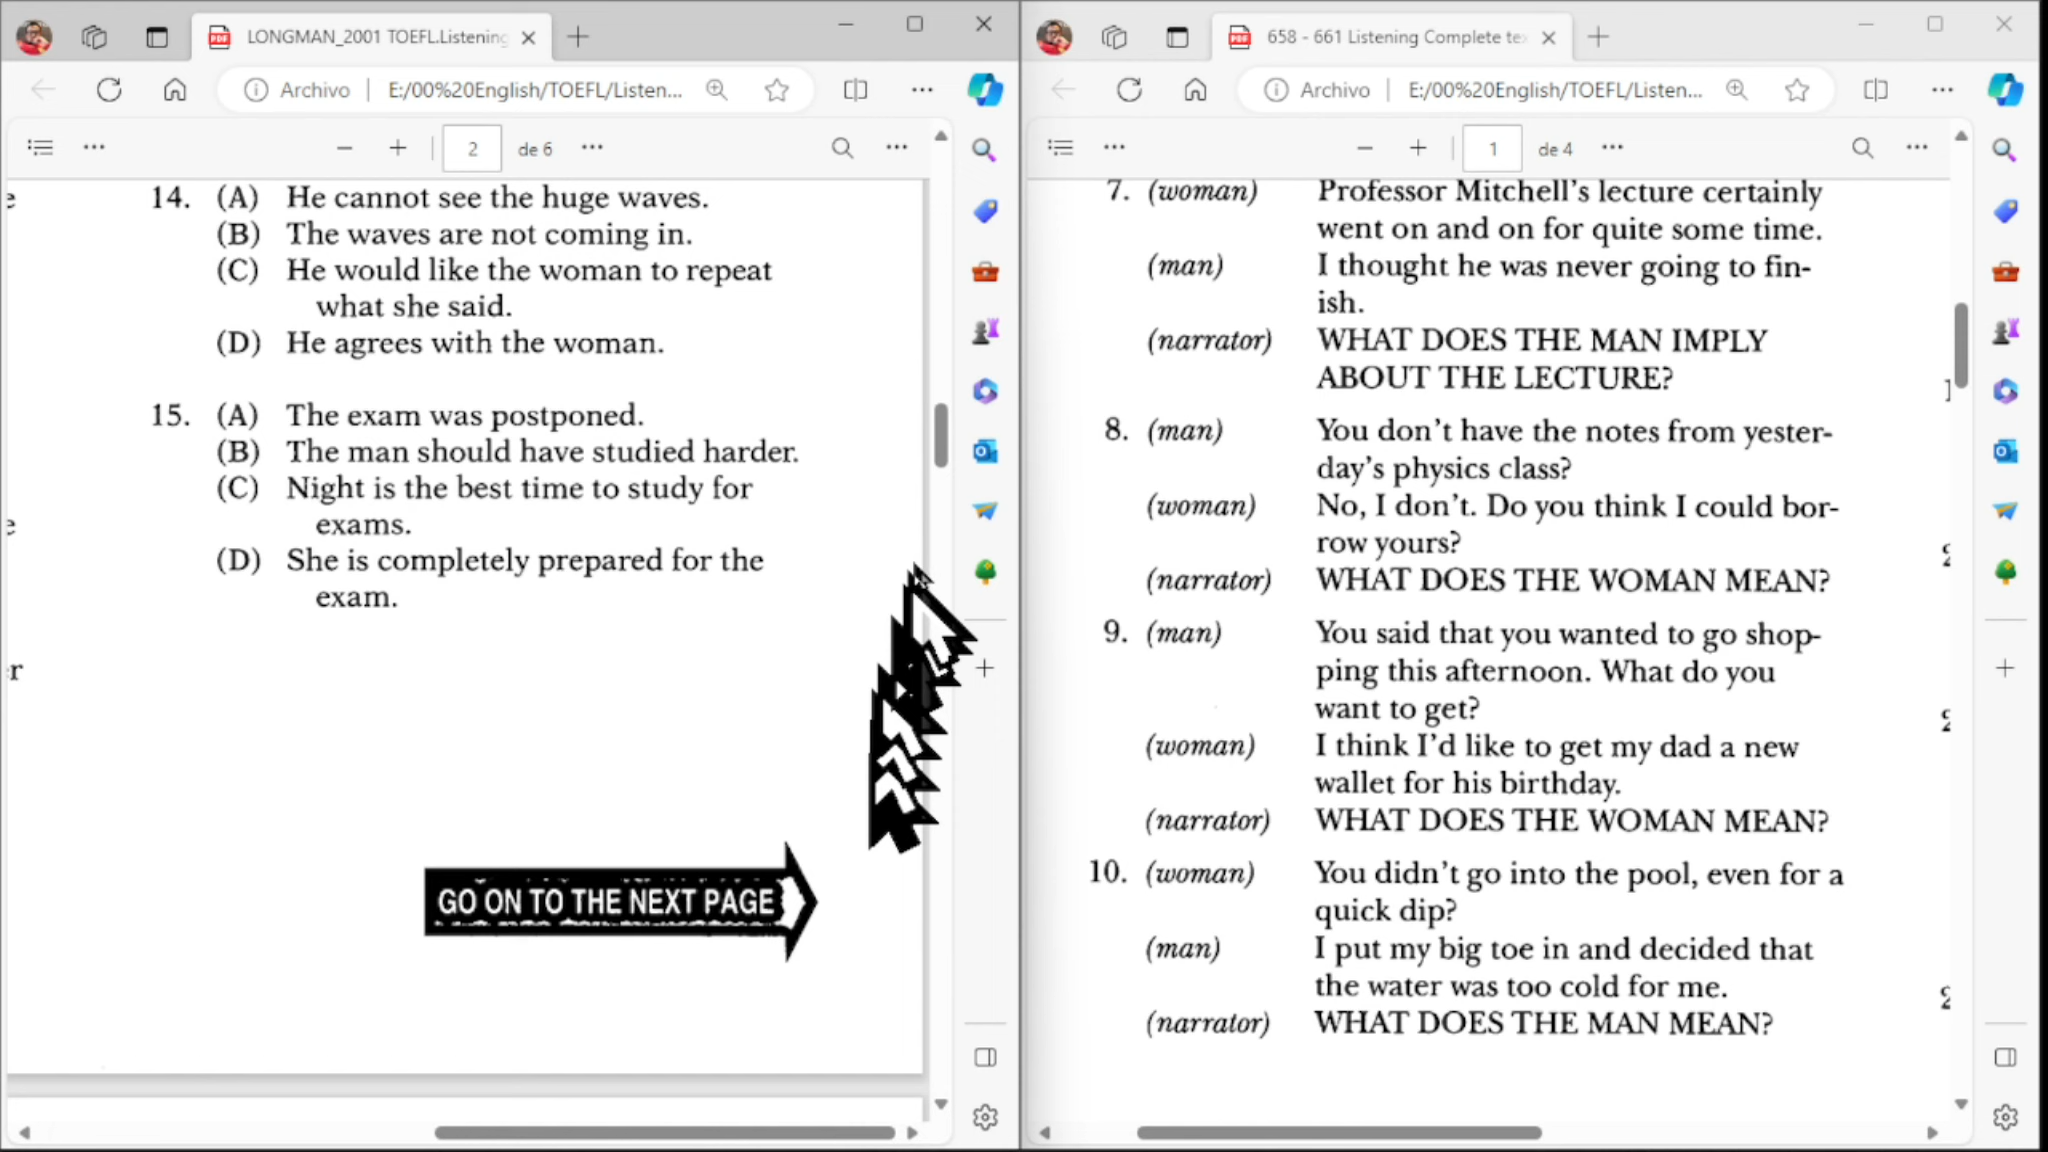 LONGMAN_2001 TOEFL.Listening
Archivo
E:/00%20English/TOEFL/Listen...
2
de 6
14. (A) He cannot see the huge waves.
(B) The waves are not coming in.
(C) He would like the woman to repeat
what she said.
(D) He agrees with the woman.
15. (A) The exam was postponed.
(B) The man should have studied harder.
(C) Night is the best time to study for
exams.
(D) She is completely prepared for the
exam.
GO ON TO THE NEXT PAGE
658 - 661 Listening Complete te
Archivo
E:/00%20English/TOEFL/Listen...
1
de 4
7. (woman) Professor Mitchell's lecture certainly
went on and on for quite some time.
(man) I thought he was never going to fin-
ish.
(narrator) WHAT DOES THE MAN IMPLY
ABOUT THE LECTURE?
8. (man) You don't have the notes from yester-
day's physics class?
(woman) No, I don't. Do you think I could bor-
row yours?
(narrator) WHAT DOES THE WOMAN MEAN?
9. (man) You said that you wanted to go shop-
ping this afternoon. What do you
want to get?
(woman) I think I'd like to get my dad a new
wallet for his birthday.
(narrator) WHAT DOES THE WOMAN MEAN?
10. (woman) You didn't go into the pool, even for a
quick dip?
(man) I put my big toe in and decided that
the water was too cold for me.
(narrator) WHAT DOES THE MAN MEAN?